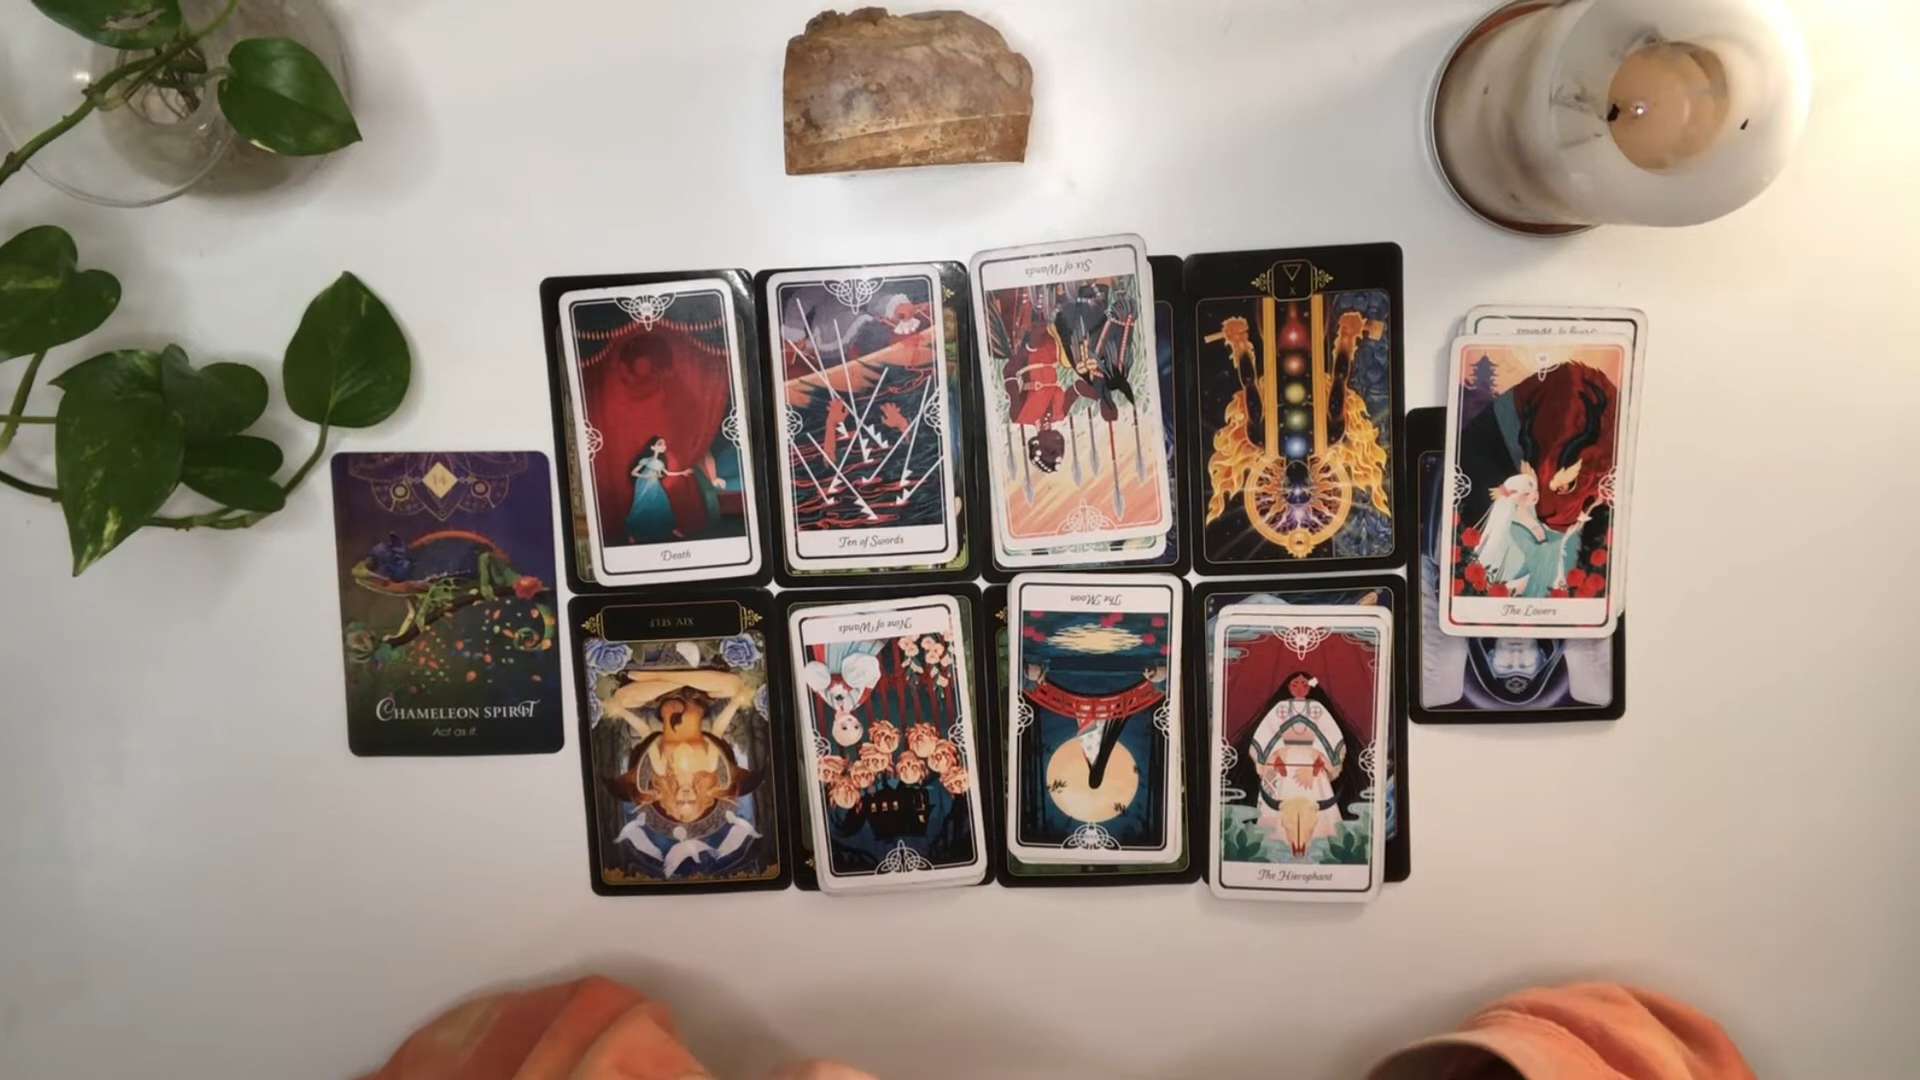 14
CHAMELEON SPIRIT
Act as if.
Death
Ten of Swords
Six of Wands
X
The Lovers
XIV SELF
Nine of Wands
The Moon
The Hierophant